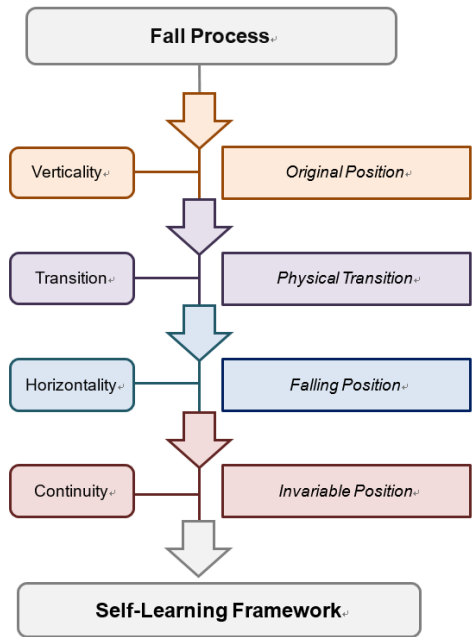 Fall Process
Verticality
Original Position
Transition
Physical Transition
Horizontality
Falling Position
Continuity
Invariable Position
Self-Learning Framework